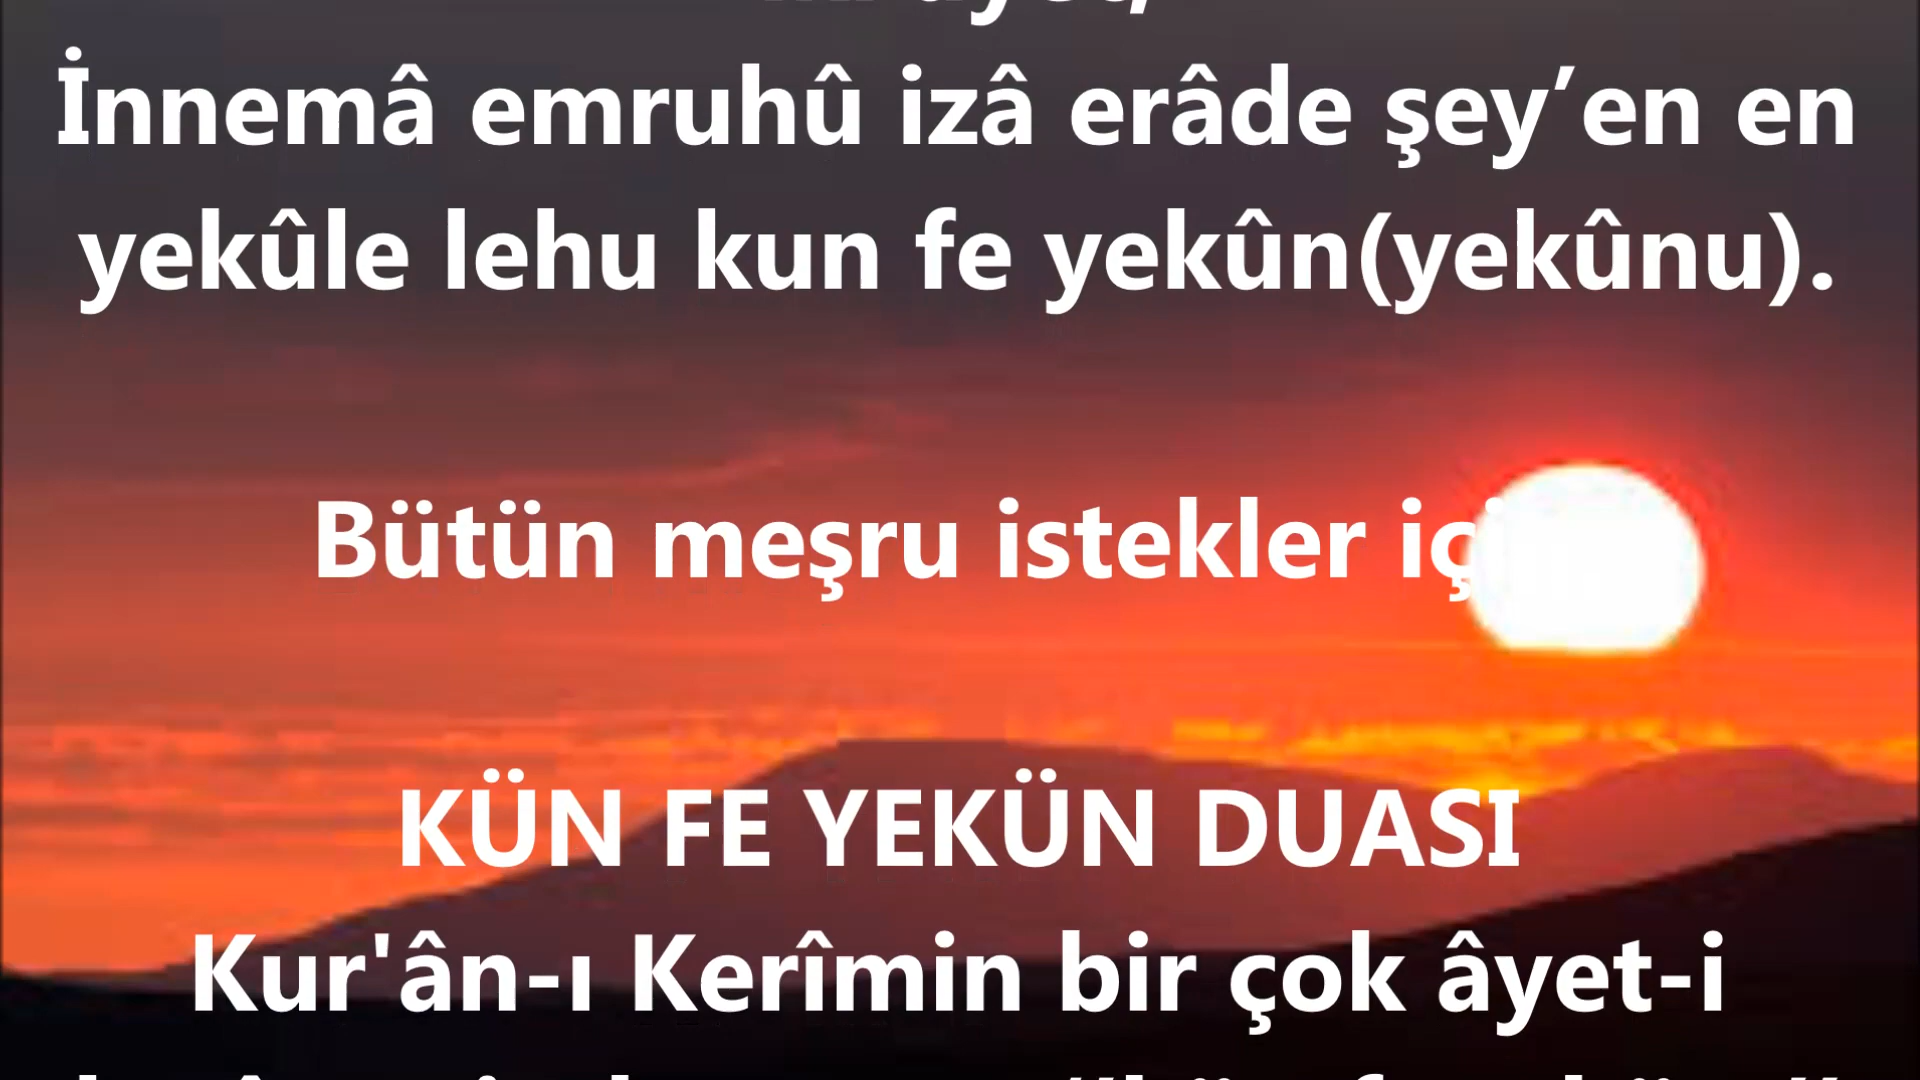 İnnemâ emruhû izâ erâde şey’en en
yekûle lehu kun fe yekûn(yekûnu).
Bütün meşru istekler
KÜN FE YEKÜN DUASI
Kur'ân-ı Kerîmin bir çok âyet-i